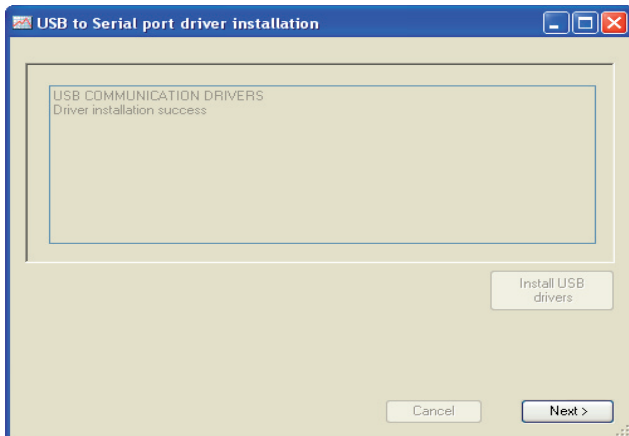 USB to Serial port driver installation
USB COMMUNICATION DRIVERS
Driver installation success
Install USB
drivers
Cancel
Next >